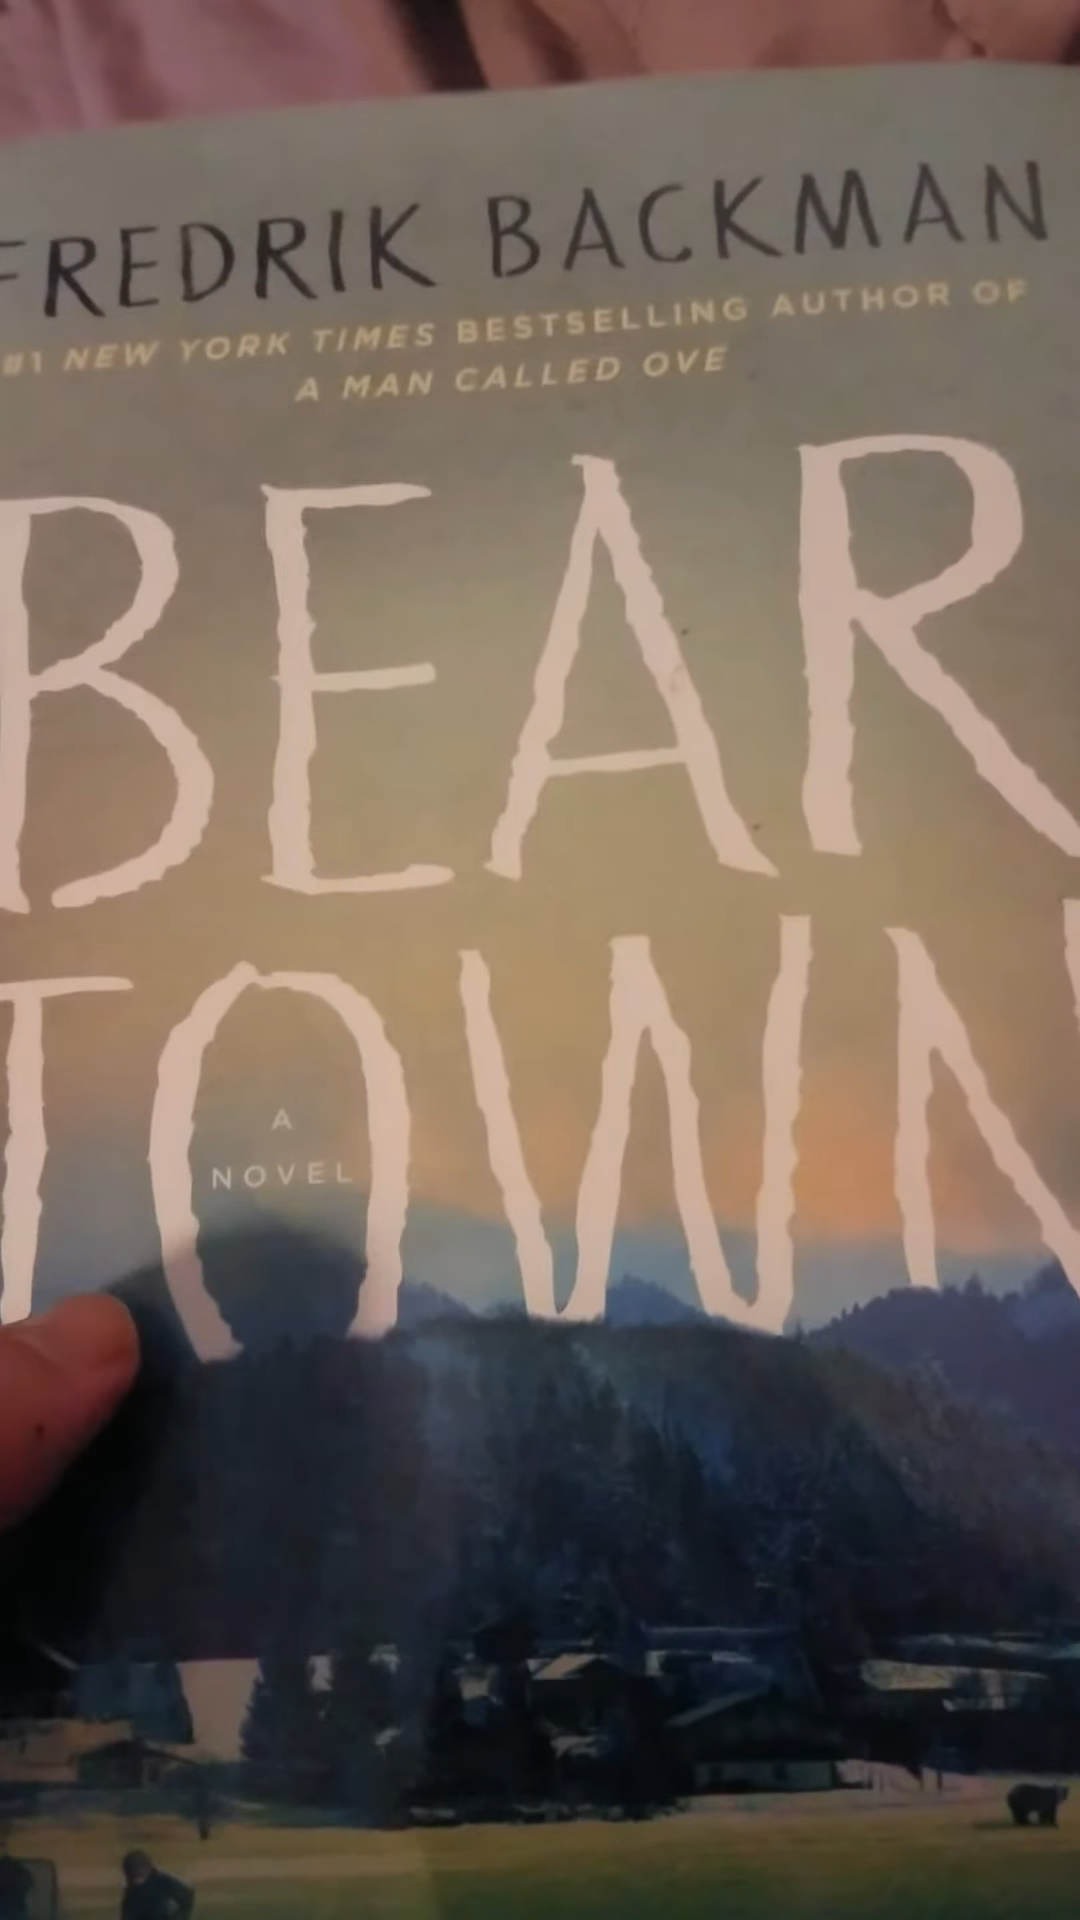 FREDRIK BACKMAN
#1 NEW YORK TIMES BESTSELLING AUTHOR OF
A MAN CALLED OVE
BEAR
TOWN
A
NOVEL